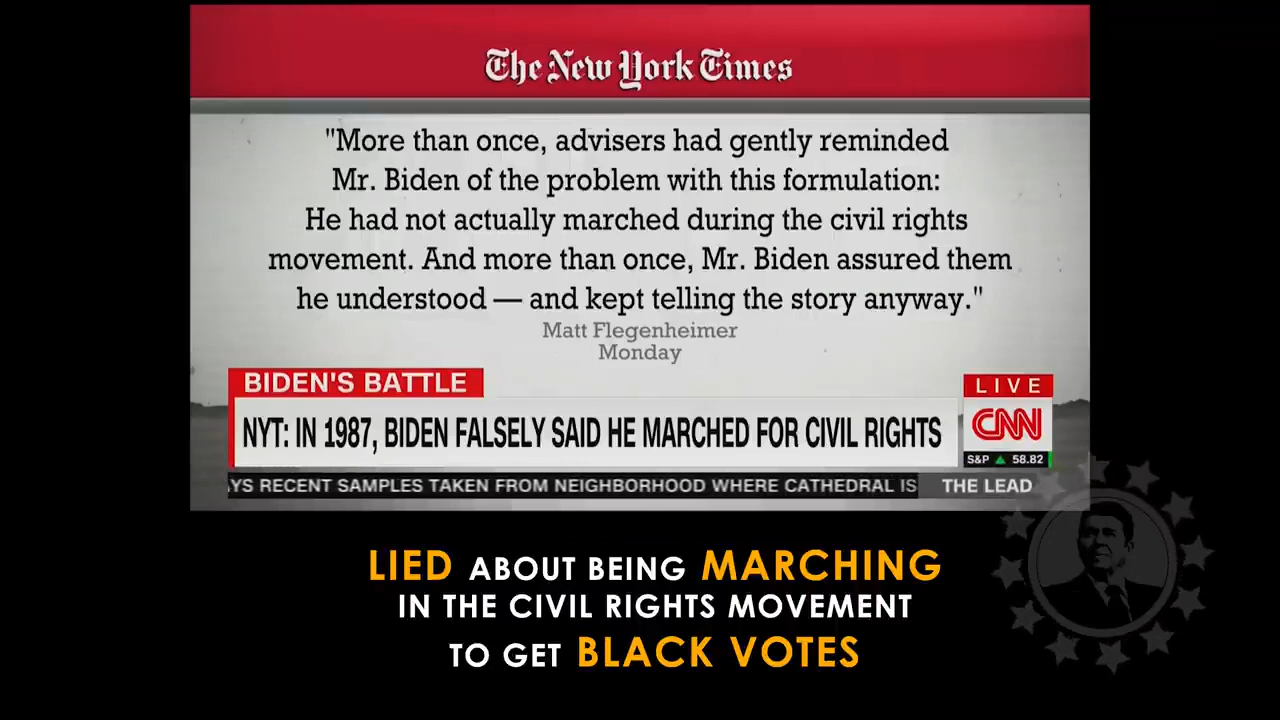 The New York Times
"More than once, advisers had gently reminded
Mr. Biden of the problem with this formulation:
He had not actually marched during the civil rights
movement. And more than once, Mr. Biden assured them
he understood — and kept telling the story anyway."
Matt Flegenheimer
Monday
BIDEN'S BATTLE
LIVE
NYT: IN 1987, BIDEN FALSELY SAID HE MARCHED FOR CIVIL RIGHTS
CNN
S&P ▲ 58.82
YS RECENT SAMPLES TAKEN FROM NEIGHBORHOOD WHERE CATHEDRAL IS
THE LEAD
LIED ABOUT BEING MARCHING
IN THE CIVIL RIGHTS MOVEMENT
TO GET BLACK VOTES